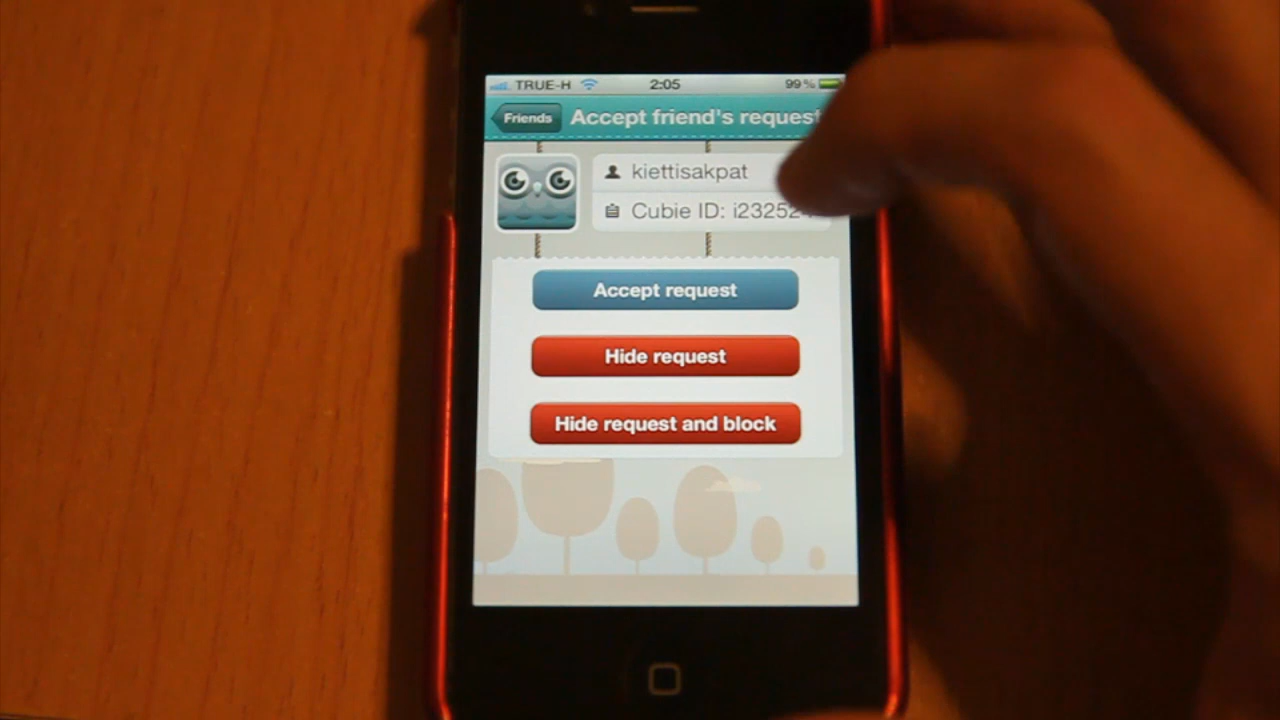 TRUE-H 2:05 99%
Friends Accept friend's request
kiettisakpat
Cubie ID:
Accept request
Hide request
Hide request and block